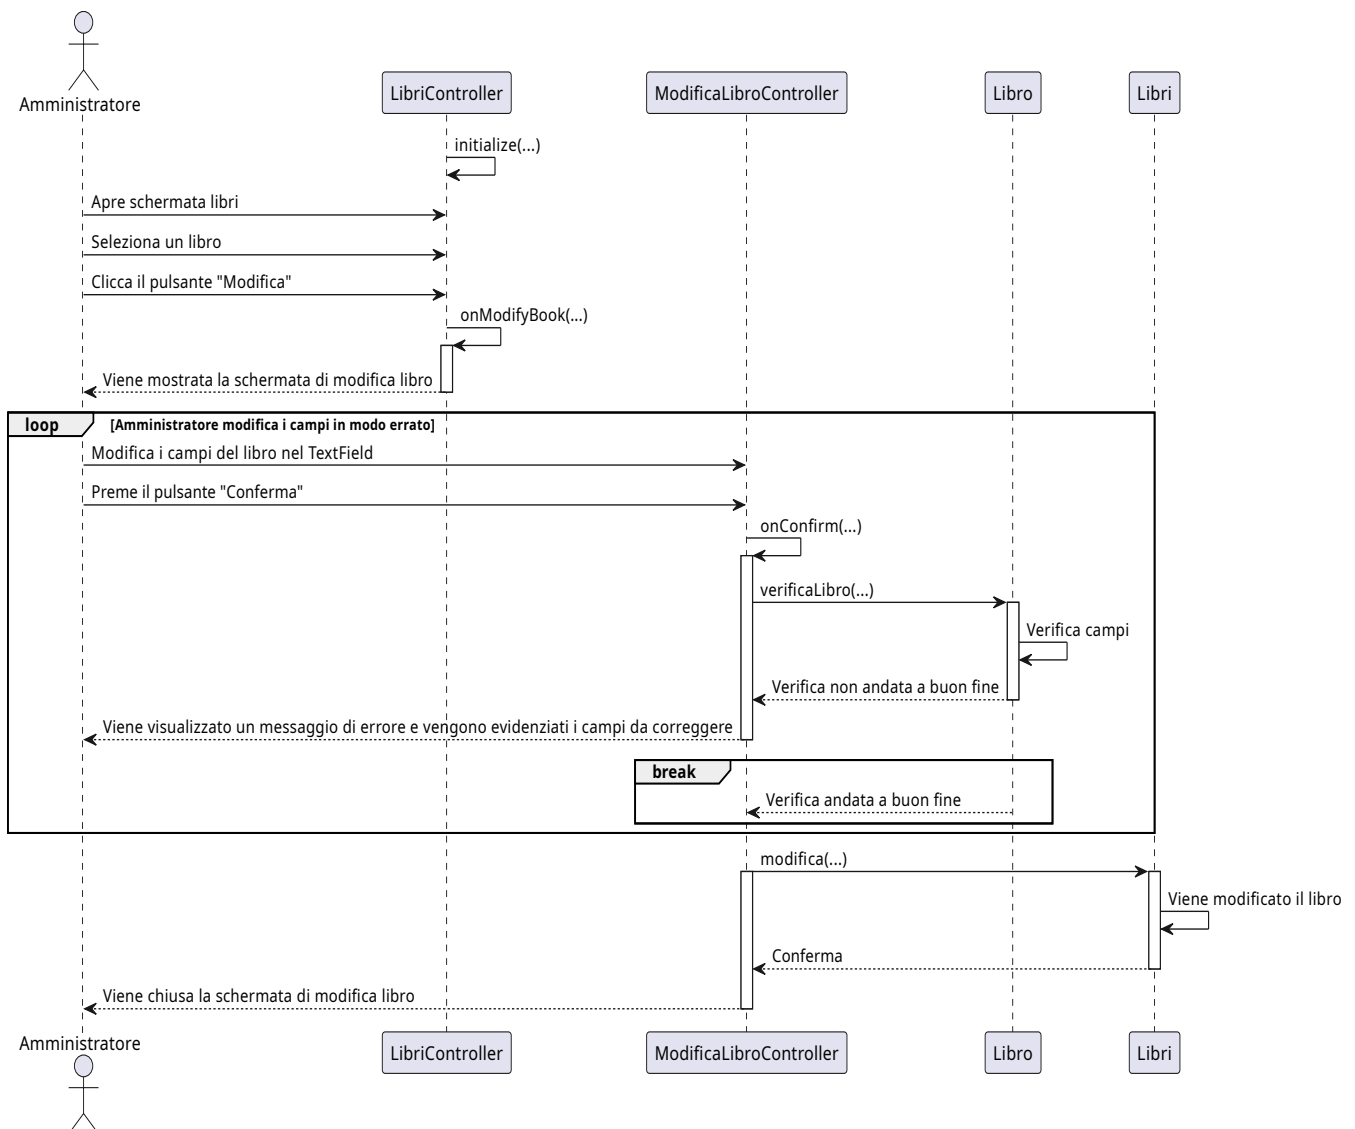 Amministratore
LibriController
ModificaLibroController
Libro
Libri
initialize(...)
Apre schermata libri
Seleziona un libro
Clicca il pulsante "Modifica"
onModifyBook(...)
Viene mostrata la schermata di modifica libro
loop
[Amministratore modifica i campi in modo errato]
Modifica i campi del libro nel TextField
Preme il pulsante "Conferma"
onConfirm(...)
verificaLibro(...)
Verifica campi
Verifica non andata a buon fine
Viene visualizzato un messaggio di errore e vengono evidenziati i campi da correggere
break
Verifica andata a buon fine
modifica(...)
Viene modificato il libro
Conferma
Viene chiusa la schermata di modifica libro
Amministratore
LibriController
ModificaLibroController
Libro
Libri